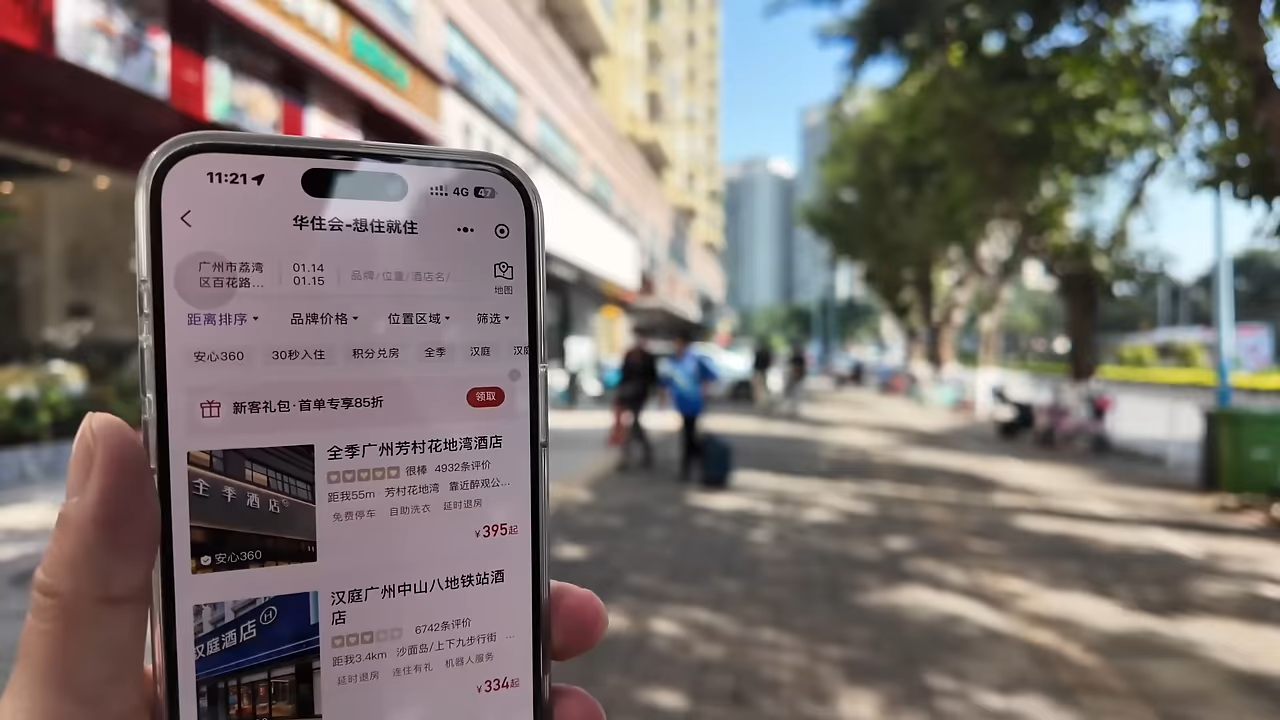 11:21 4G 47
华住会-想住就住
广州市荔湾
区百花路...
01.14
01.15
品牌/位置/酒店名/
地图
距离排序 品牌价格 位置区域 筛选
安心360 30秒入住 积分兑房 全季 汉庭
新客礼包·首单专享85折 领取
全季广州芳村花地湾酒店
很棒 4932条评价
距我55m 芳村花地湾 靠近醉观公...
免费停车 自助洗衣 延时退房
¥395起
全季酒店
安心360
汉庭广州中山八地铁站酒
店
6742条评价
距我3.4km 沙面岛/上下九步行街 ...
延时退房 连住有礼 机器人服务
¥334起
汉庭酒店 H